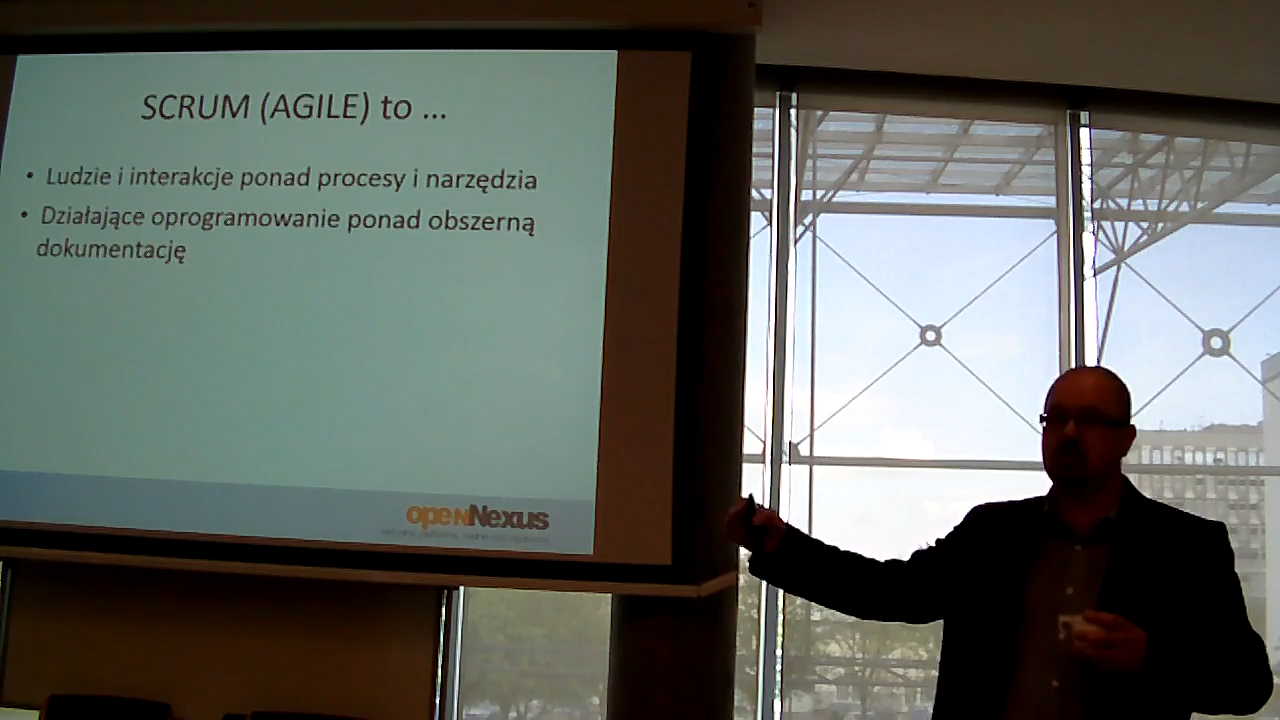 SCRUM (AGILE) to ...
• Ludzie i interakcje ponad procesy i narzędzia
• Działające oprogramowanie ponad obszerną
dokumentację
openNexus